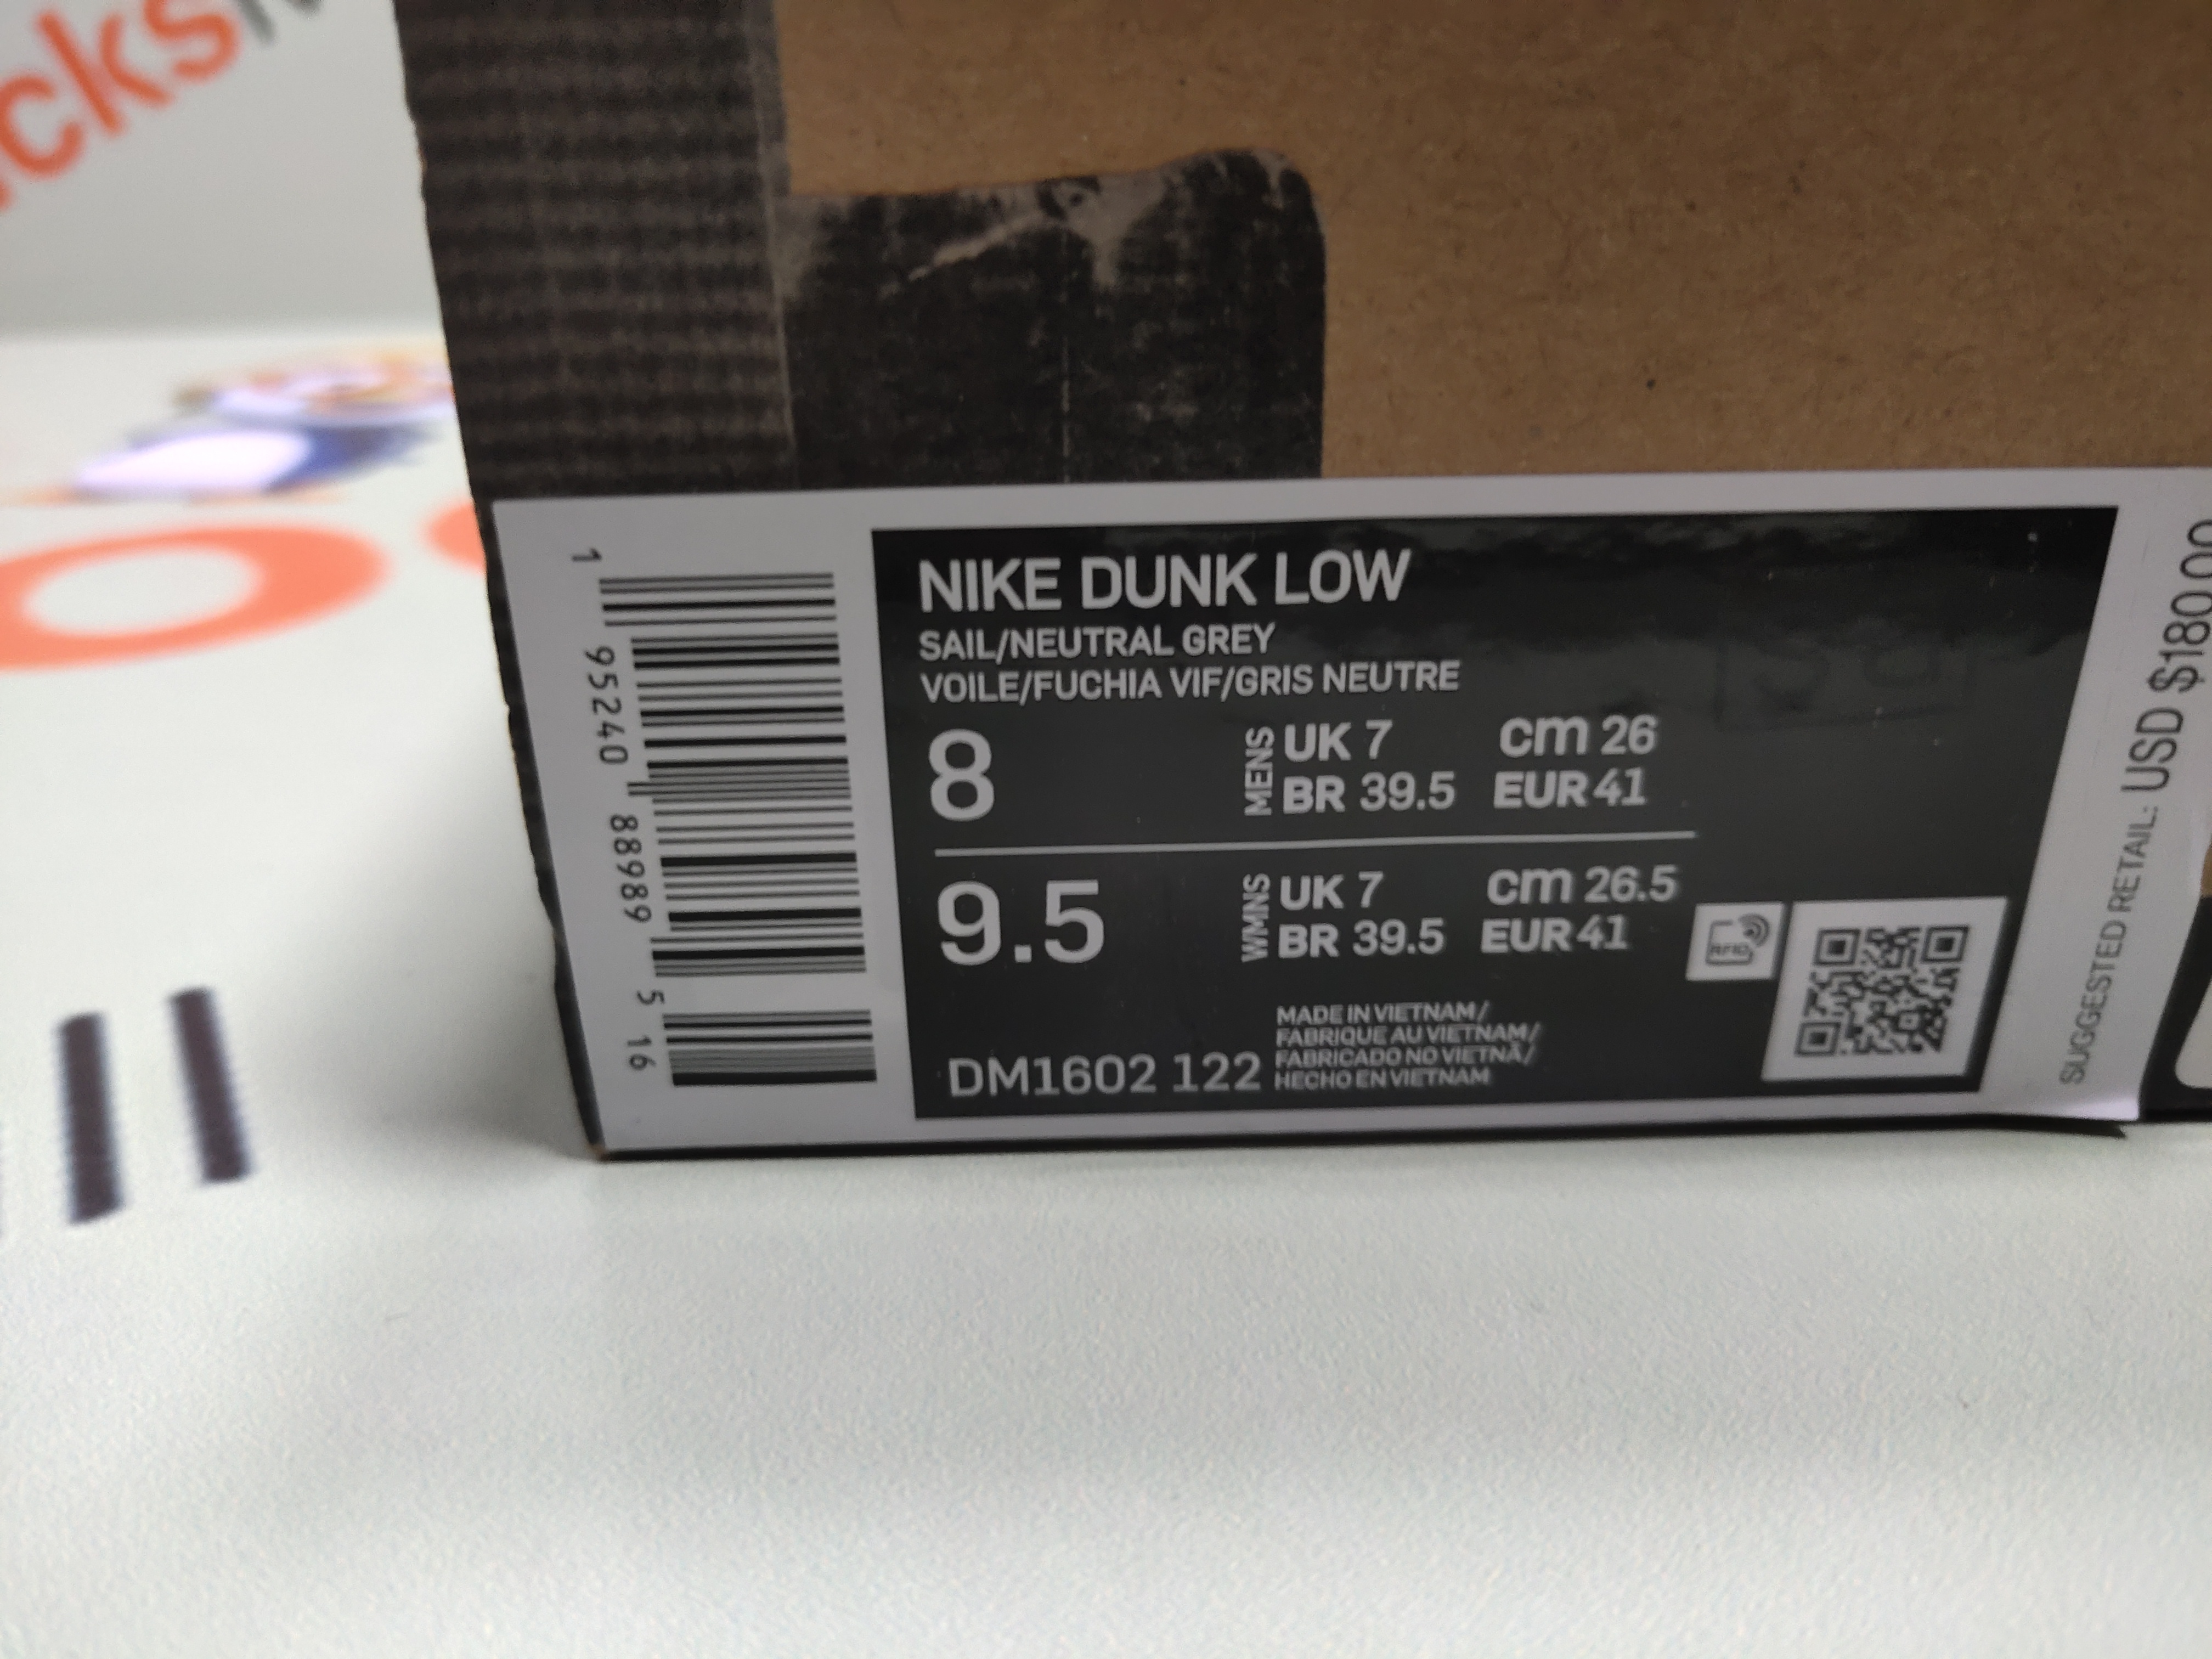 NIKE DUNK LOW
SAIL/NEUTRAL GREY
VOILE/FUCHIA VIF/GRIS NEUTRE
8
MENS
UK 7 cm 26
BR 39.5 EUR 41
9.5
WMNS
UK 7 cm 26.5
BR 39.5 EUR 41
MADE IN VIETNAM/
FABRIQUE AU VIETNAM/
FABRICADO NO VIETNÃ/
HECHO EN VIETNAM
DM1602 122
RFID
1 95240 88989 5 16
SUGGESTED RETAIL: USD $180.00